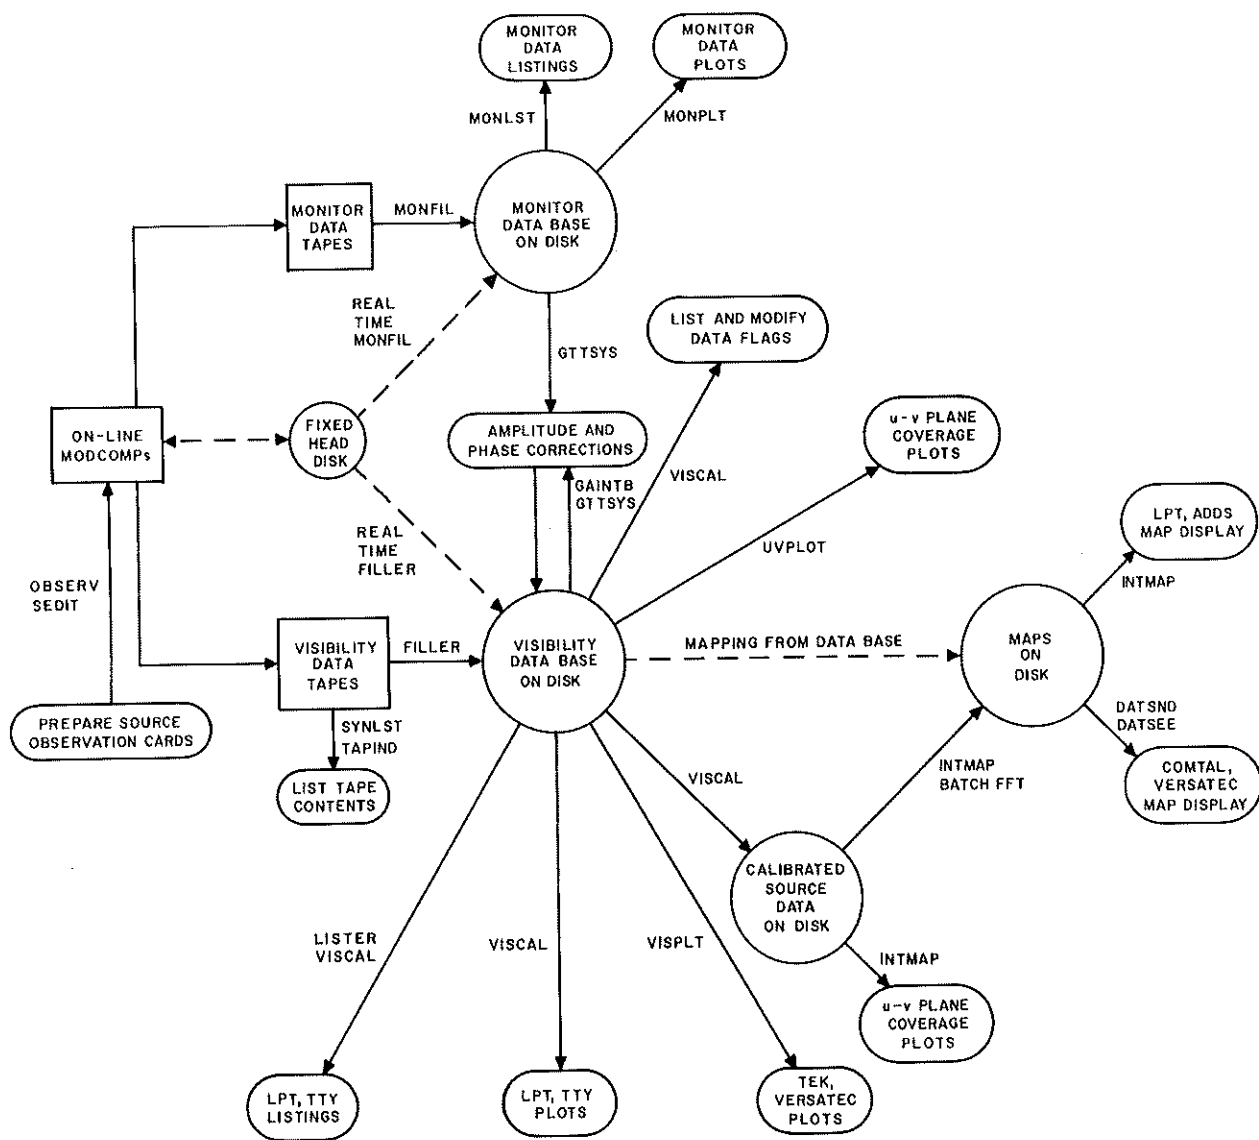 MONITOR
DATA
LISTINGS
MONITOR
DATA
PLOTS
MONLST
MONPLT
MONITOR
DATA
TAPES
MONFIL
MONITOR
DATA BASE
ON DISK
REAL
TIME
MONFIL
GTTSYS
LIST AND MODIFY
DATA FLAGS
ON-LINE
MODCOMPs
FIXED
HEAD
DISK
AMPLITUDE AND
PHASE CORRECTIONS
u-v PLANE
COVERAGE
PLOTS
GAINTB
GTTSYS
VISCAL
UVPLOT
LPT, ADDS
MAP DISPLAY
REAL
TIME
FILLER
OBSERV
SEDIT
INTMAP
VISIBILITY
DATA
TAPES
FILLER
VISIBILITY
DATA BASE
ON DISK
MAPPING FROM DATA BASE
MAPS
ON
DISK
PREPARE SOURCE
OBSERVATION CARDS
SYNLST
TAPIND
DATSND
DATSEE
LIST TAPE
CONTENTS
VISCAL
INTMAP
BATCH FFT
COMTAL,
VERSATEC
MAP DISPLAY
CALIBRATED
SOURCE
DATA
ON DISK
LISTER
VISCAL
VISCAL
VISPLT
INTMAP
u-v PLANE
COVERAGE
PLOTS
LPT, TTY
LISTINGS
LPT, TTY
PLOTS
TEK,
VERSATEC
PLOTS